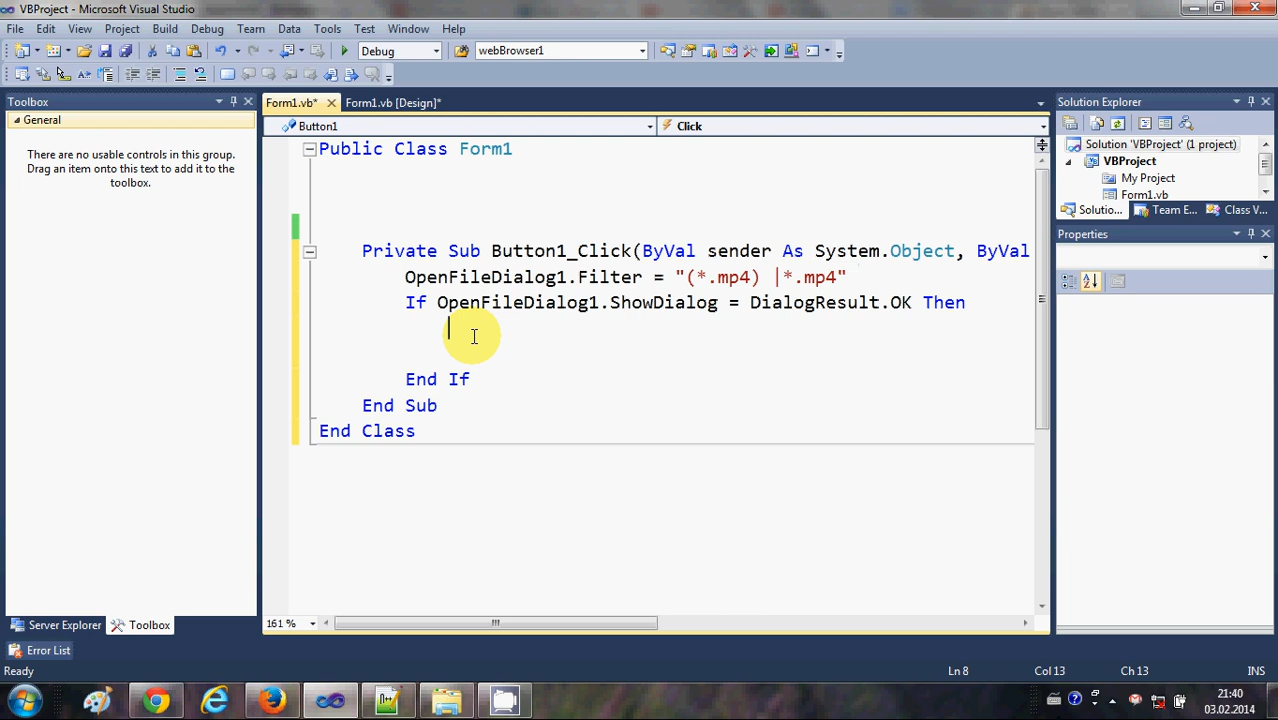 VBProject - Microsoft Visual Studio
File Edit View Project Build Debug Team Data Tools Test Window Help
Debug webBrowser1
Toolbox
General
There are no usable controls in this group.
Drag an item onto this text to add it to the
toolbox.
Form1.vb* Form1.vb [Design]*
Button1 Click
Public Class Form1
Private Sub Button1_Click(ByVal sender As System.Object, ByVal
OpenFileDialog1.Filter = "(*.mp4) |*.mp4"
If OpenFileDialog1.ShowDialog = DialogResult.OK Then
End If
End Sub
End Class
161 %
Solution Explorer
Solution 'VBProject' (1 project)
VBProject
My Project
Form1.vb
Solutio... Team E... Class V...
Properties
Server Explorer Toolbox
Error List
Ready Ln 8 Col 13 Ch 13 INS
21:40
03.02.2014